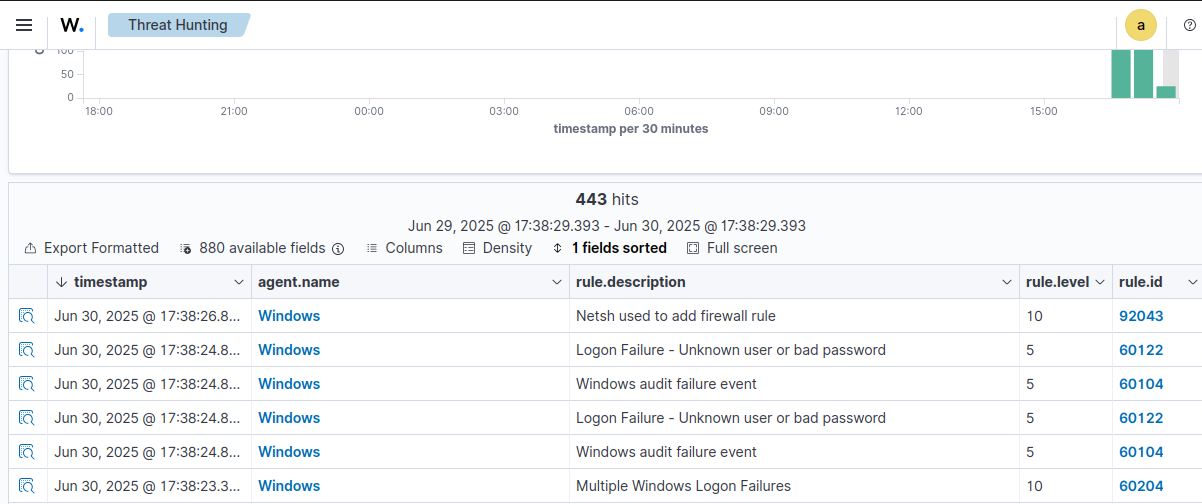 W. Threat Hunting a
100
50
0
18:00 21:00 00:00 03:00 06:00 09:00 12:00 15:00
timestamp per 30 minutes
443 hits
Jun 29, 2025 @ 17:38:29.393 - Jun 30, 2025 @ 17:38:29.393
Export Formatted 880 available fields Columns Density 1 fields sorted Full screen
timestamp agent.name rule.description rule.level rule.id
Jun 30, 2025 @ 17:38:26.8... Windows Netsh used to add firewall rule 10 92043
Jun 30, 2025 @ 17:38:24.8... Windows Logon Failure - Unknown user or bad password 5 60122
Jun 30, 2025 @ 17:38:24.8... Windows Windows audit failure event 5 60104
Jun 30, 2025 @ 17:38:24.8... Windows Logon Failure - Unknown user or bad password 5 60122
Jun 30, 2025 @ 17:38:24.8... Windows Windows audit failure event 5 60104
Jun 30, 2025 @ 17:38:23.3... Windows Multiple Windows Logon Failures 10 60204